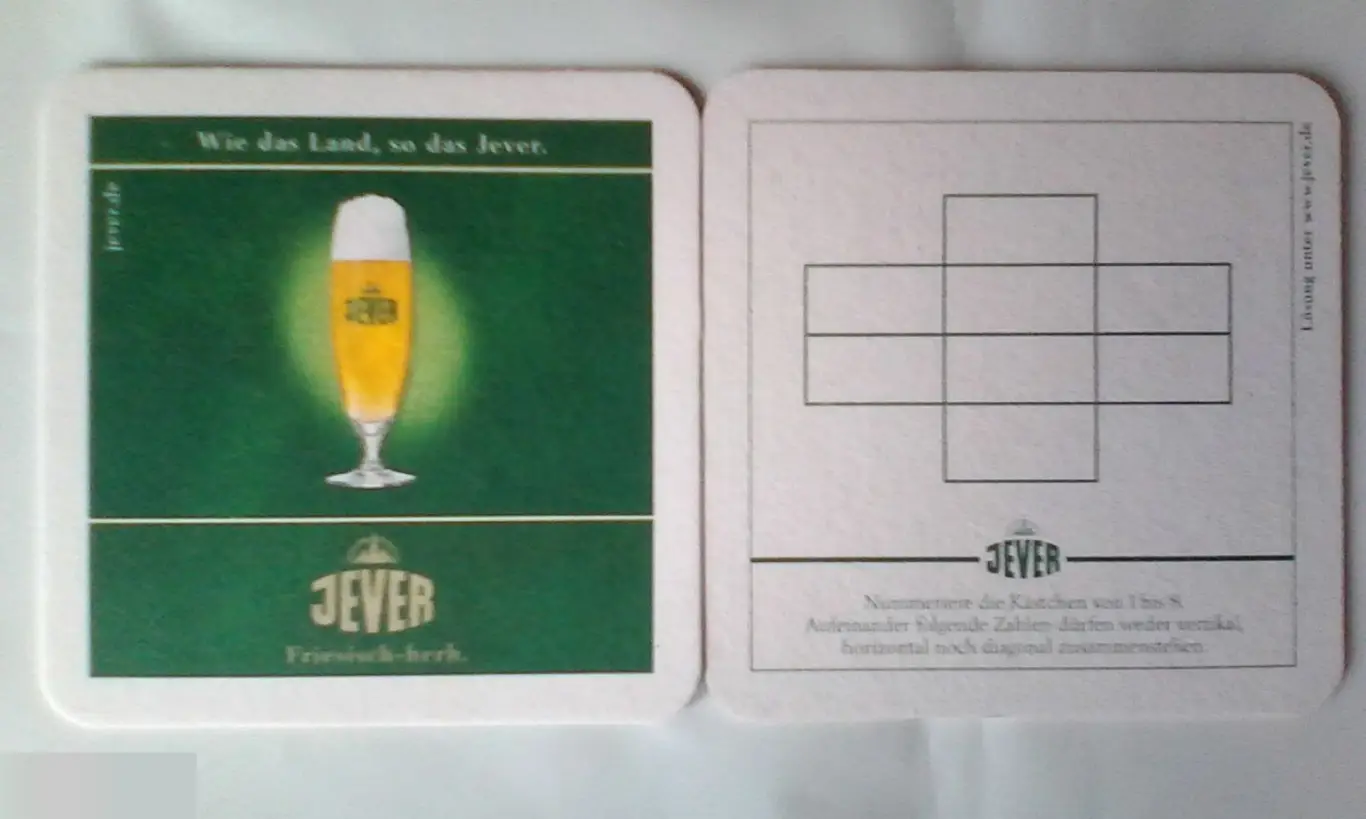 Wie das Land, so das Jever.
jever.de
JEVER
JEVER
Friesisch-herb.
Lösung unter www.jever.de
JEVER
Nummeriere die Kästchen von 1 bis 8.
Aufeinander folgende Zahlen dürfen weder vertikal,
horizontal noch diagonal zusammenstehen.